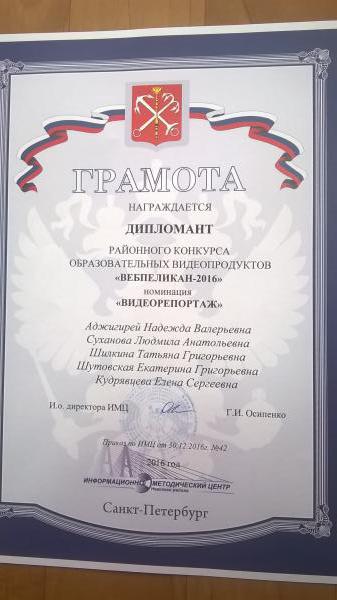 ГРАМОТА
НАГРАЖДАЕТСЯ
ДИПЛОМАНТ
РАЙОННОГО КОНКУРСА
ОБРАЗОВАТЕЛЬНЫХ ВИДЕОПРОДУКТОВ
«ВЕБПЕЛИКАН-2016»
номинация
«ВИДЕОРЕПОРТАЖ»
Аджигирей Надежда Валерьевна
Суханова Людмила Анатольевна
Шилкина Татьяна Григорьевна
Шутовская Екатерина Григорьевна
Кудрявцева Елена Сергеевна
И.о. директора ИМЦ
Г.И. Осипенко
Приказ по ИМЦ от 30.12.2016г. №42
2016 год
ИНФОРМАЦИОННО МЕТОДИЧЕСКИЙ ЦЕНТР
Санкт-Петербург